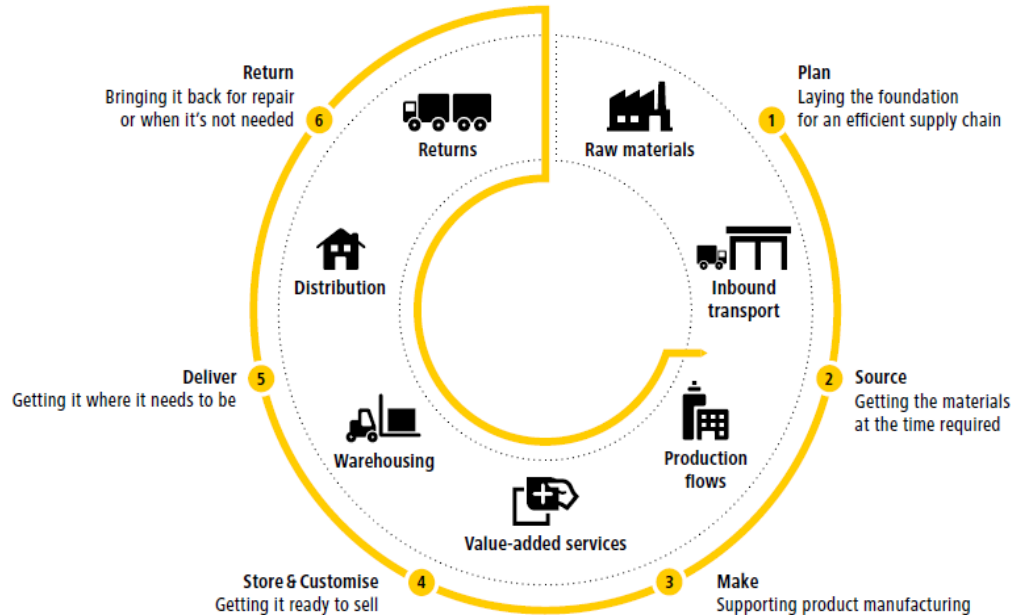 Plan
Laying the foundation
for an efficient supply chain
1
Raw materials
Inbound
transport
2
Source
Getting the materials
at the time required
Production
flows
3
Make
Supporting product manufacturing
Value-added services
4
Store & Customise
Getting it ready to sell
Warehousing
5
Deliver
Getting it where it needs to be
Distribution
6
Return
Bringing it back for repair
or when it's not needed
Returns